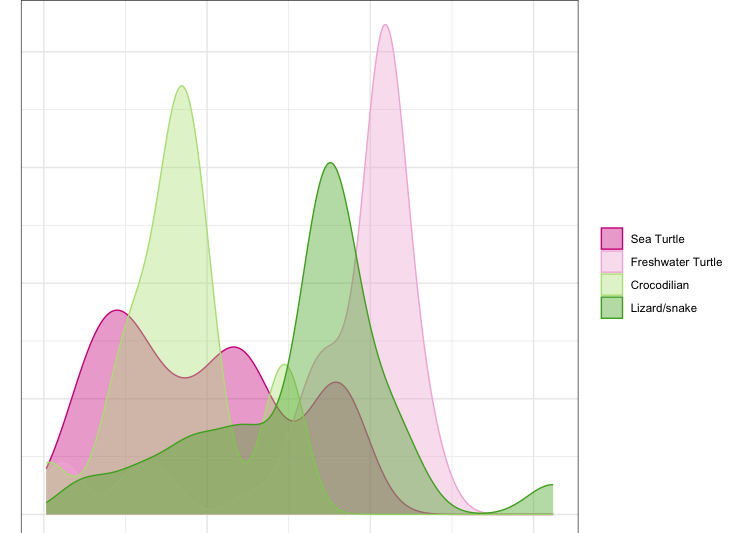 Sea Turtle
Freshwater Turtle
Crocodilian
Lizard/snake